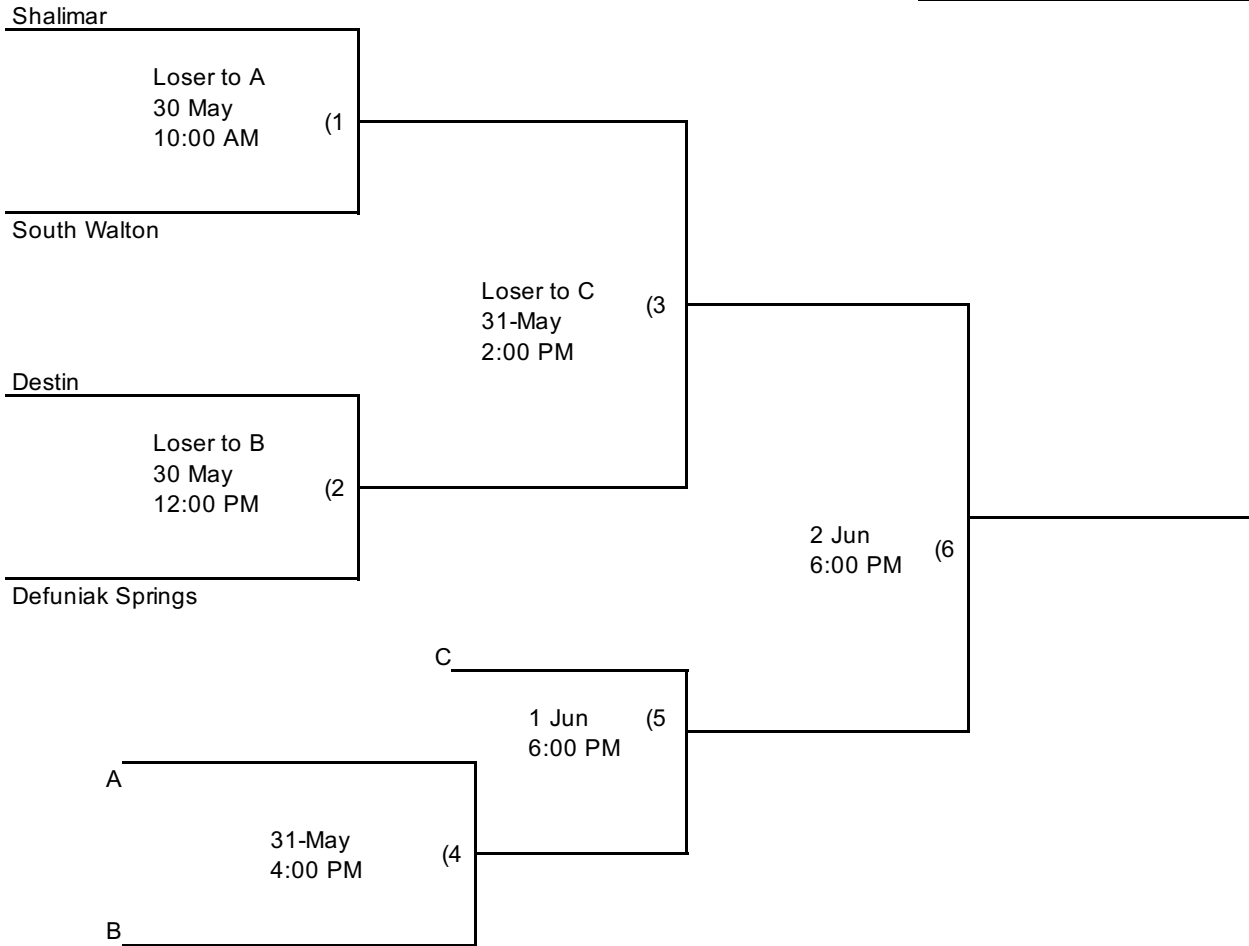 Shalimar
Loser to A
30 May
10:00 AM
(1
South Walton
Loser to C
31-May
2:00 PM
(3
Destin
Loser to B
30 May
12:00 PM
(2
2 Jun
6:00 PM
(6
Defuniak Springs
C
1 Jun
6:00 PM
(5
A
31-May
4:00 PM
(4
B